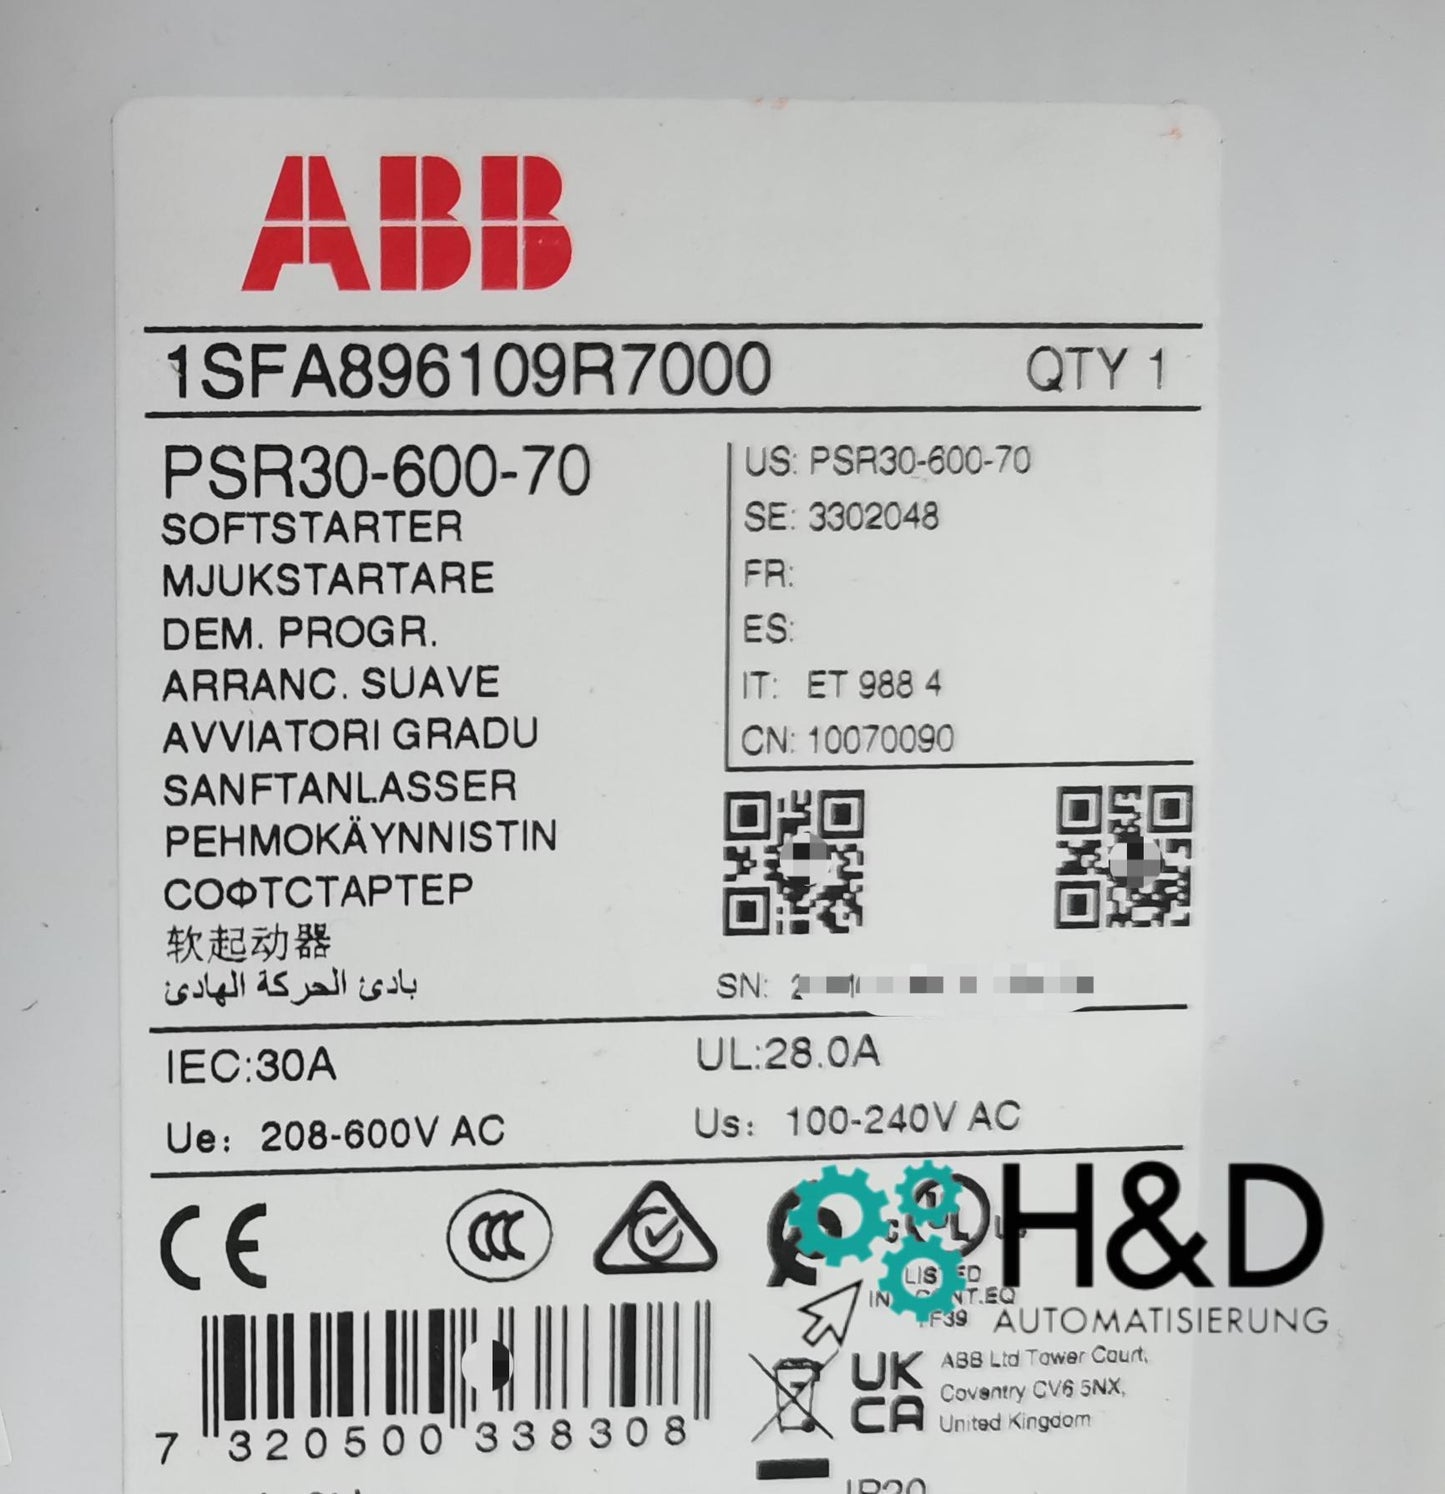 ABB
1SFA896109R7000 QTY 1
PSR30-600-70
SOFTSTARTER
MJUKSTARTARE
DEM. PROGR.
ARRANC. SUAVE
AVVIATORI GRADU
SANFTANLASSER
PEHMOKÄYNNISTIN
СОФТСТАРТЕР
软起动器
بادئ الحركة الهادئ
US: PSR30-600-70
SE: 3302048
FR:
ES:
IT: ET 988 4
CN: 10070090
SN:
IEC:30A UL:28.0A
Ue: 208-600V AC Us: 100-240V AC
CE
CCC
H&D
AUTOMATISIERUNG
UK
CA
ABB Ltd Tower Court,
Coventry CV6 5NX,
United Kingdom
7 320500 338308
IP20